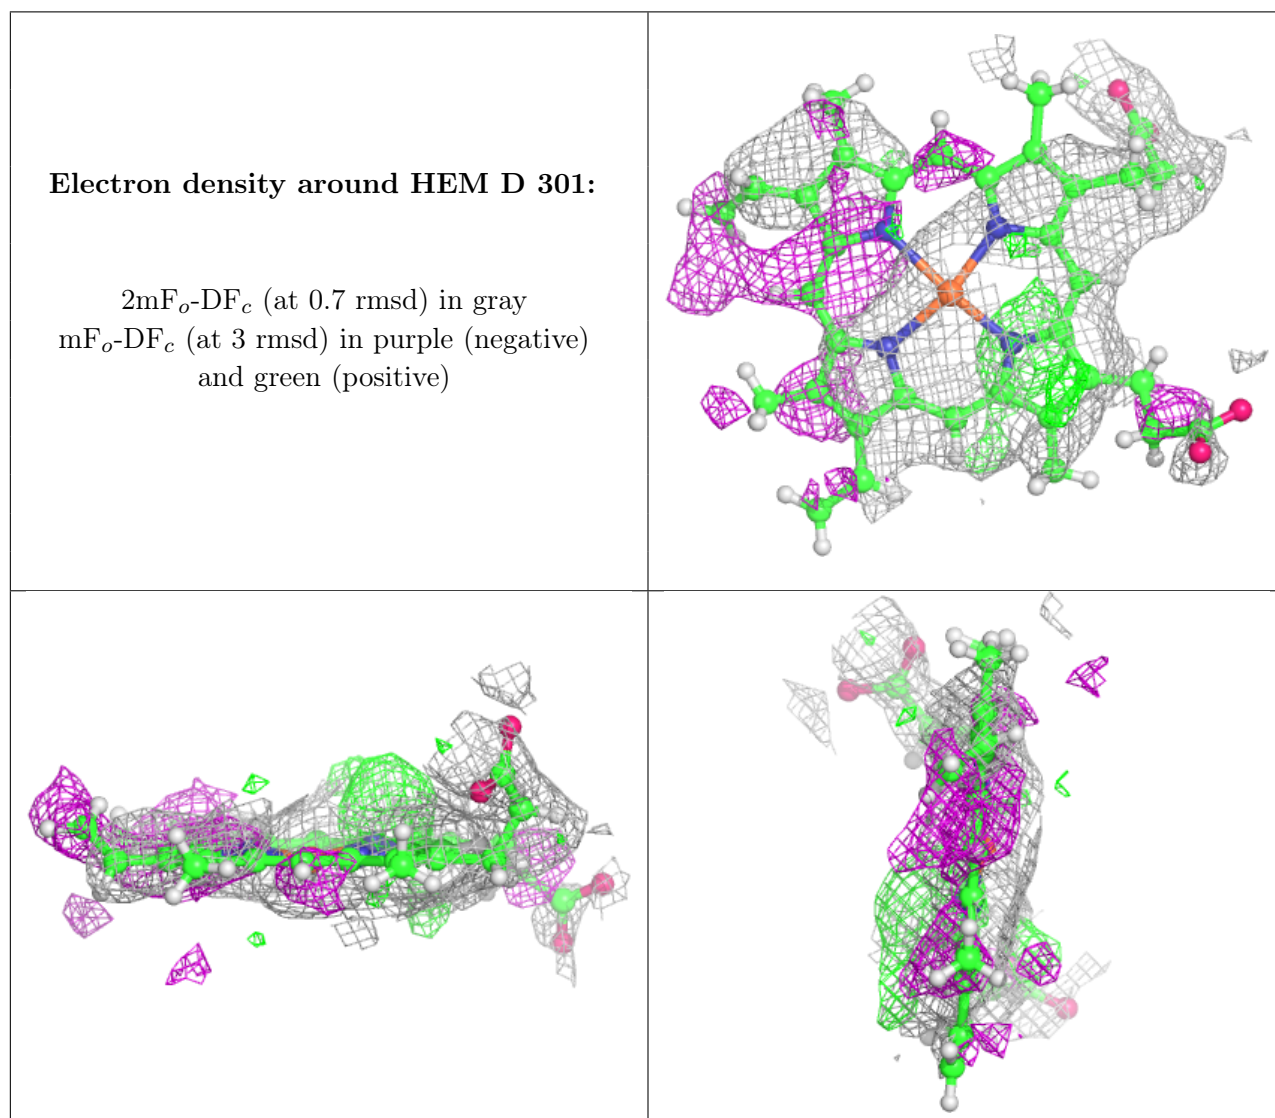 Electron density around HEM D 301:
2mFo-DFc (at 0.7 rmsd) in gray
mFo-DFc (at 3 rmsd) in purple (negative)
and green (positive)